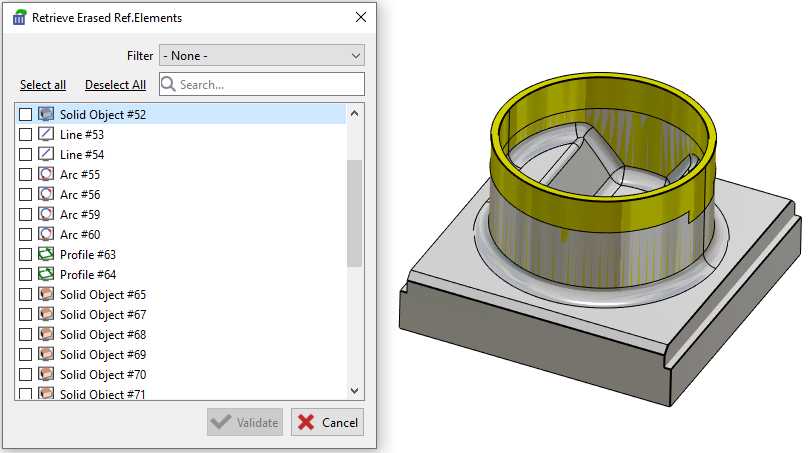 Retrieve Erased Ref.Elements
Filter - None -
Select all Deselect All Search...
Solid Object #52
Line #53
Line #54
Arc #55
Arc #56
Arc #59
Arc #60
Profile #63
Profile #64
Solid Object #65
Solid Object #67
Solid Object #68
Solid Object #69
Solid Object #70
Solid Object #71
Validate Cancel